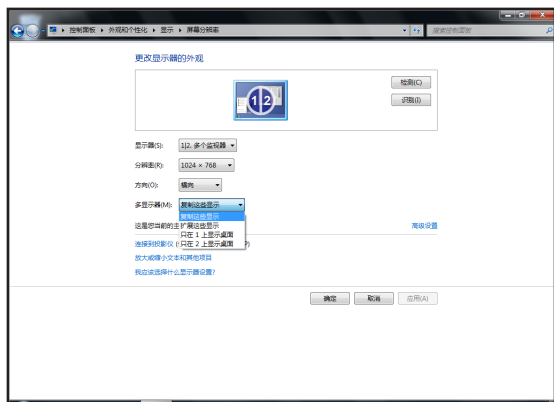 控制面板 ▸ 外观和个性化 ▸ 显示 ▸ 屏幕分辨率
搜索控制面板
更改显示器的外观
1|2
检测(C)
识别(I)
显示器(S): 1|2. 多个监视器
分辨率(R): 1024 × 768
方向(O): 横向
多显示器(M): 复制这些显示
复制这些显示
扩展这些显示
只在 1 上显示桌面
只在 2 上显示桌面
这是您当前的主
高级设置
连接到投影仪
P)
放大或缩小文本和其他项目
我应该选择什么显示器设置?
确定 取消 应用(A)